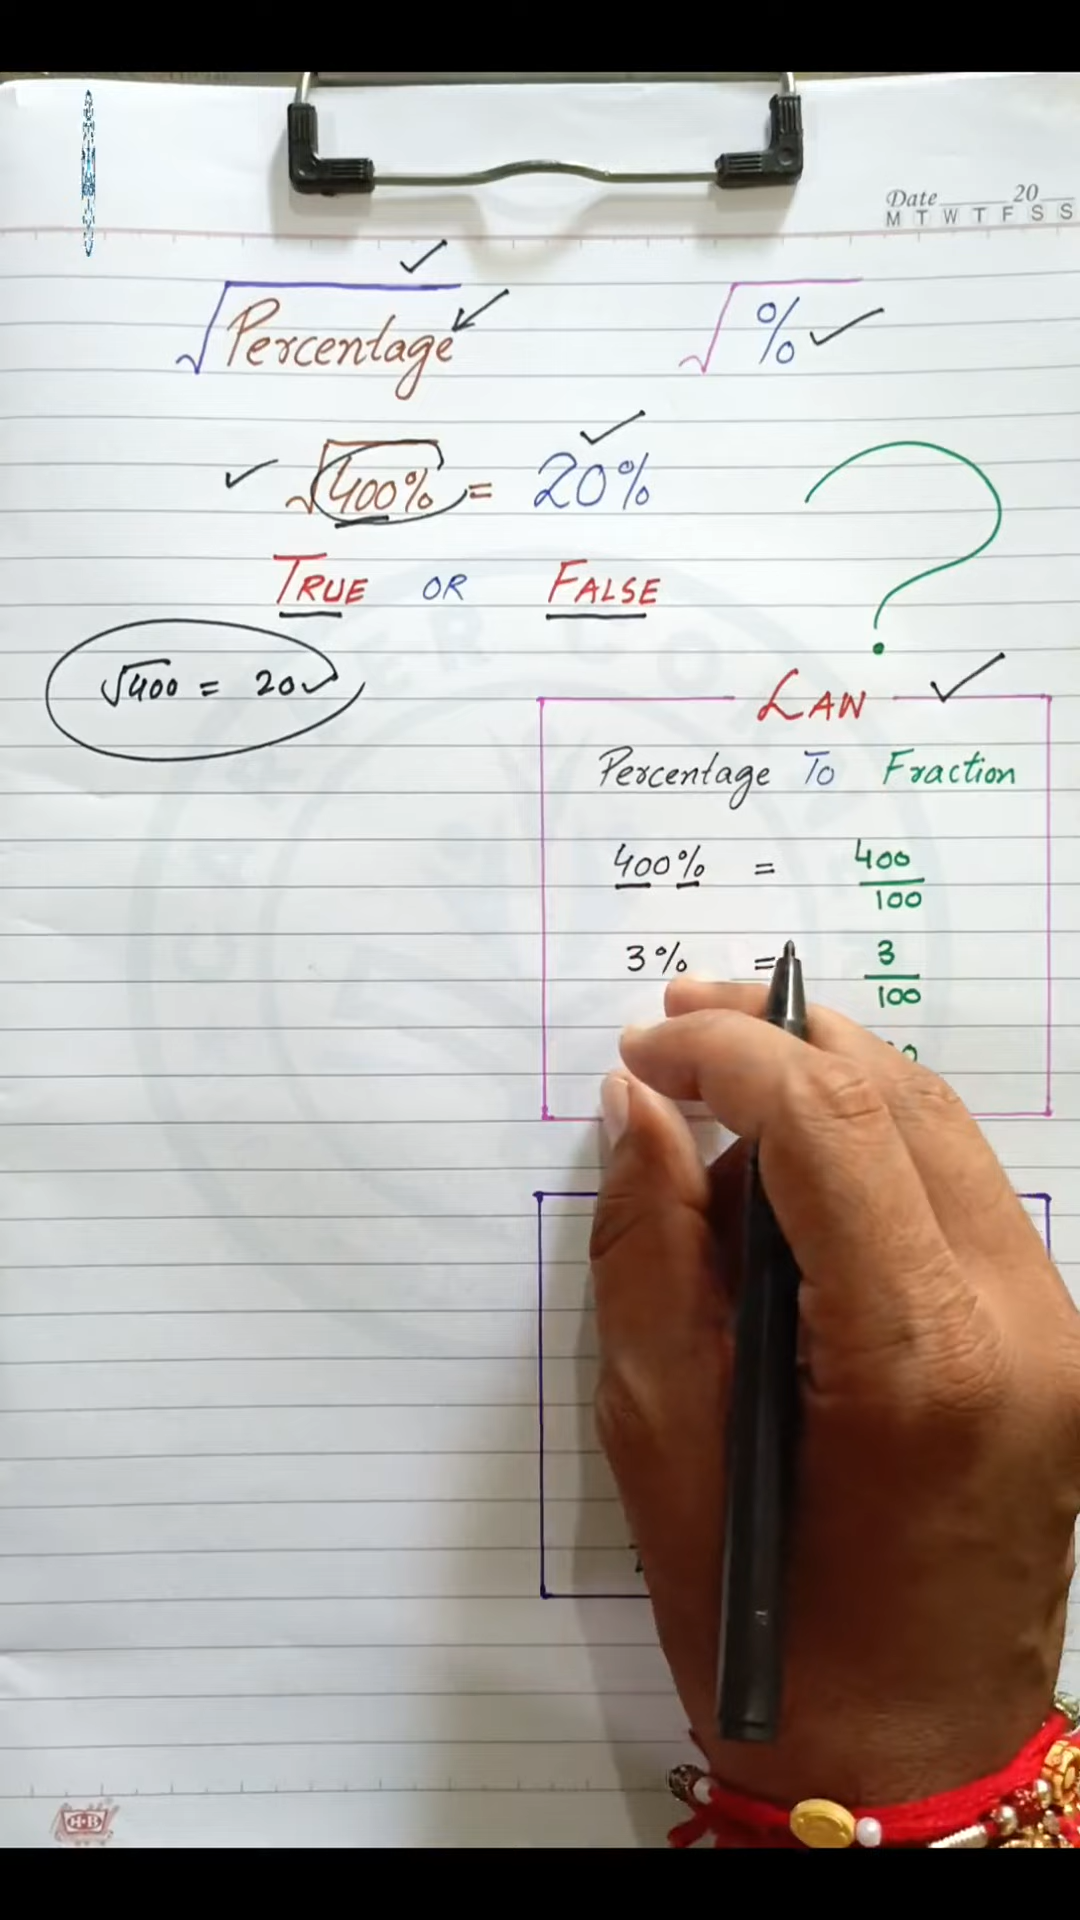 Date 20
M T W T F S S
√Percentage √%
√400% = 20%
TRUE OR FALSE
√400 = 20
LAW
Percentage To Fraction
400% = 400/100
3% = 3/100
H·B